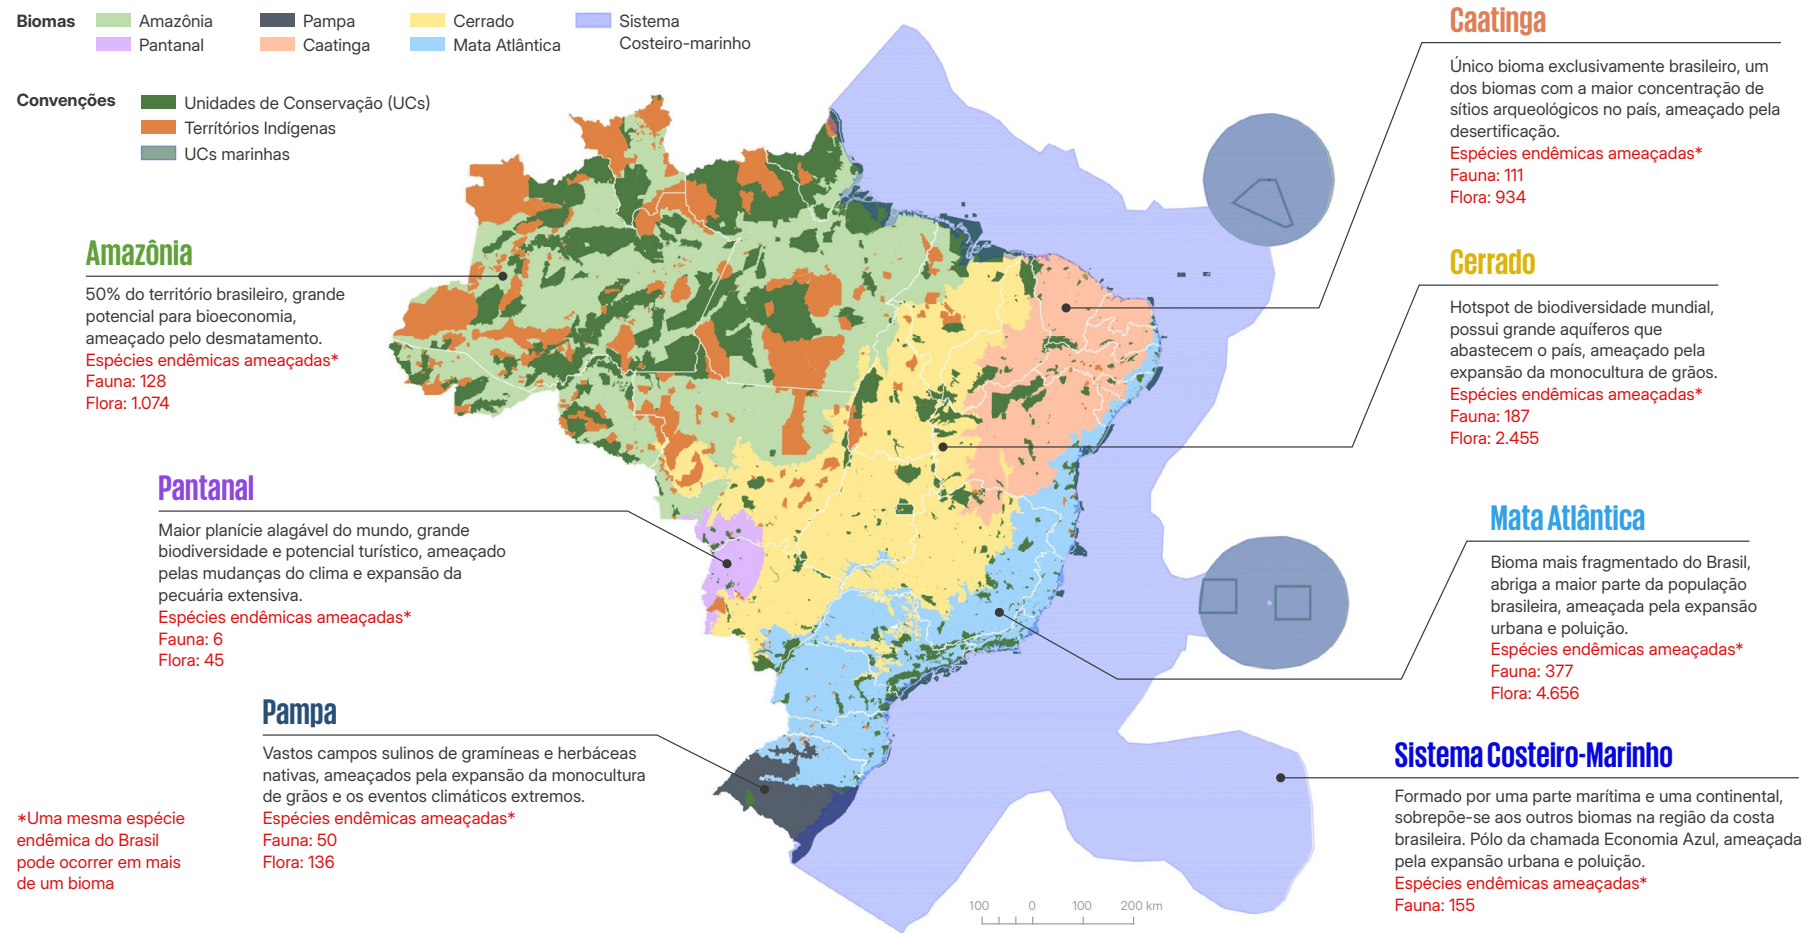 Biomas
Amazônia
Pampa
Cerrado
Sistema
Costeiro-marinho
Pantanal
Caatinga
Mata Atlântica
Convenções
Unidades de Conservação (UCs)
Territórios Indígenas
UCs marinhas
Amazônia
50% do território brasileiro, grande
potencial para bioeconomia,
ameaçado pelo desmatamento.
Espécies endêmicas ameaçadas*
Fauna: 128
Flora: 1.074
Pantanal
Maior planície alagável do mundo, grande
biodiversidade e potencial turístico, ameaçado
pelas mudanças do clima e expansão da
pecuária extensiva.
Espécies endêmicas ameaçadas*
Fauna: 6
Flora: 45
Pampa
Vastos campos sulinos de gramíneas e herbáceas
nativas, ameaçados pela expansão da monocultura
de grãos e os eventos climáticos extremos.
Espécies endêmicas ameaçadas*
Fauna: 50
Flora: 136
*Uma mesma espécie
endêmica do Brasil
pode ocorrer em mais
de um bioma
Caatinga
Único bioma exclusivamente brasileiro, um
dos biomas com a maior concentração de
sítios arqueológicos no país, ameaçado pela
desertificação.
Espécies endêmicas ameaçadas*
Fauna: 111
Flora: 934
Cerrado
Hotspot de biodiversidade mundial,
possui grande aquíferos que
abastecem o país, ameaçado pela
expansão da monocultura de grãos.
Espécies endêmicas ameaçadas*
Fauna: 187
Flora: 2.455
Mata Atlântica
Bioma mais fragmentado do Brasil,
abriga a maior parte da população
brasileira, ameaçada pela expansão
urbana e poluição.
Espécies endêmicas ameaçadas*
Fauna: 377
Flora: 4.656
Sistema Costeiro-Marinho
Formado por uma parte marítima e uma continental,
sobrepõe-se aos outros biomas na região da costa
brasileira. Pólo da chamada Economia Azul, ameaçada
pela expansão urbana e poluição.
Espécies endêmicas ameaçadas*
Fauna: 155
100 0 100 200 km